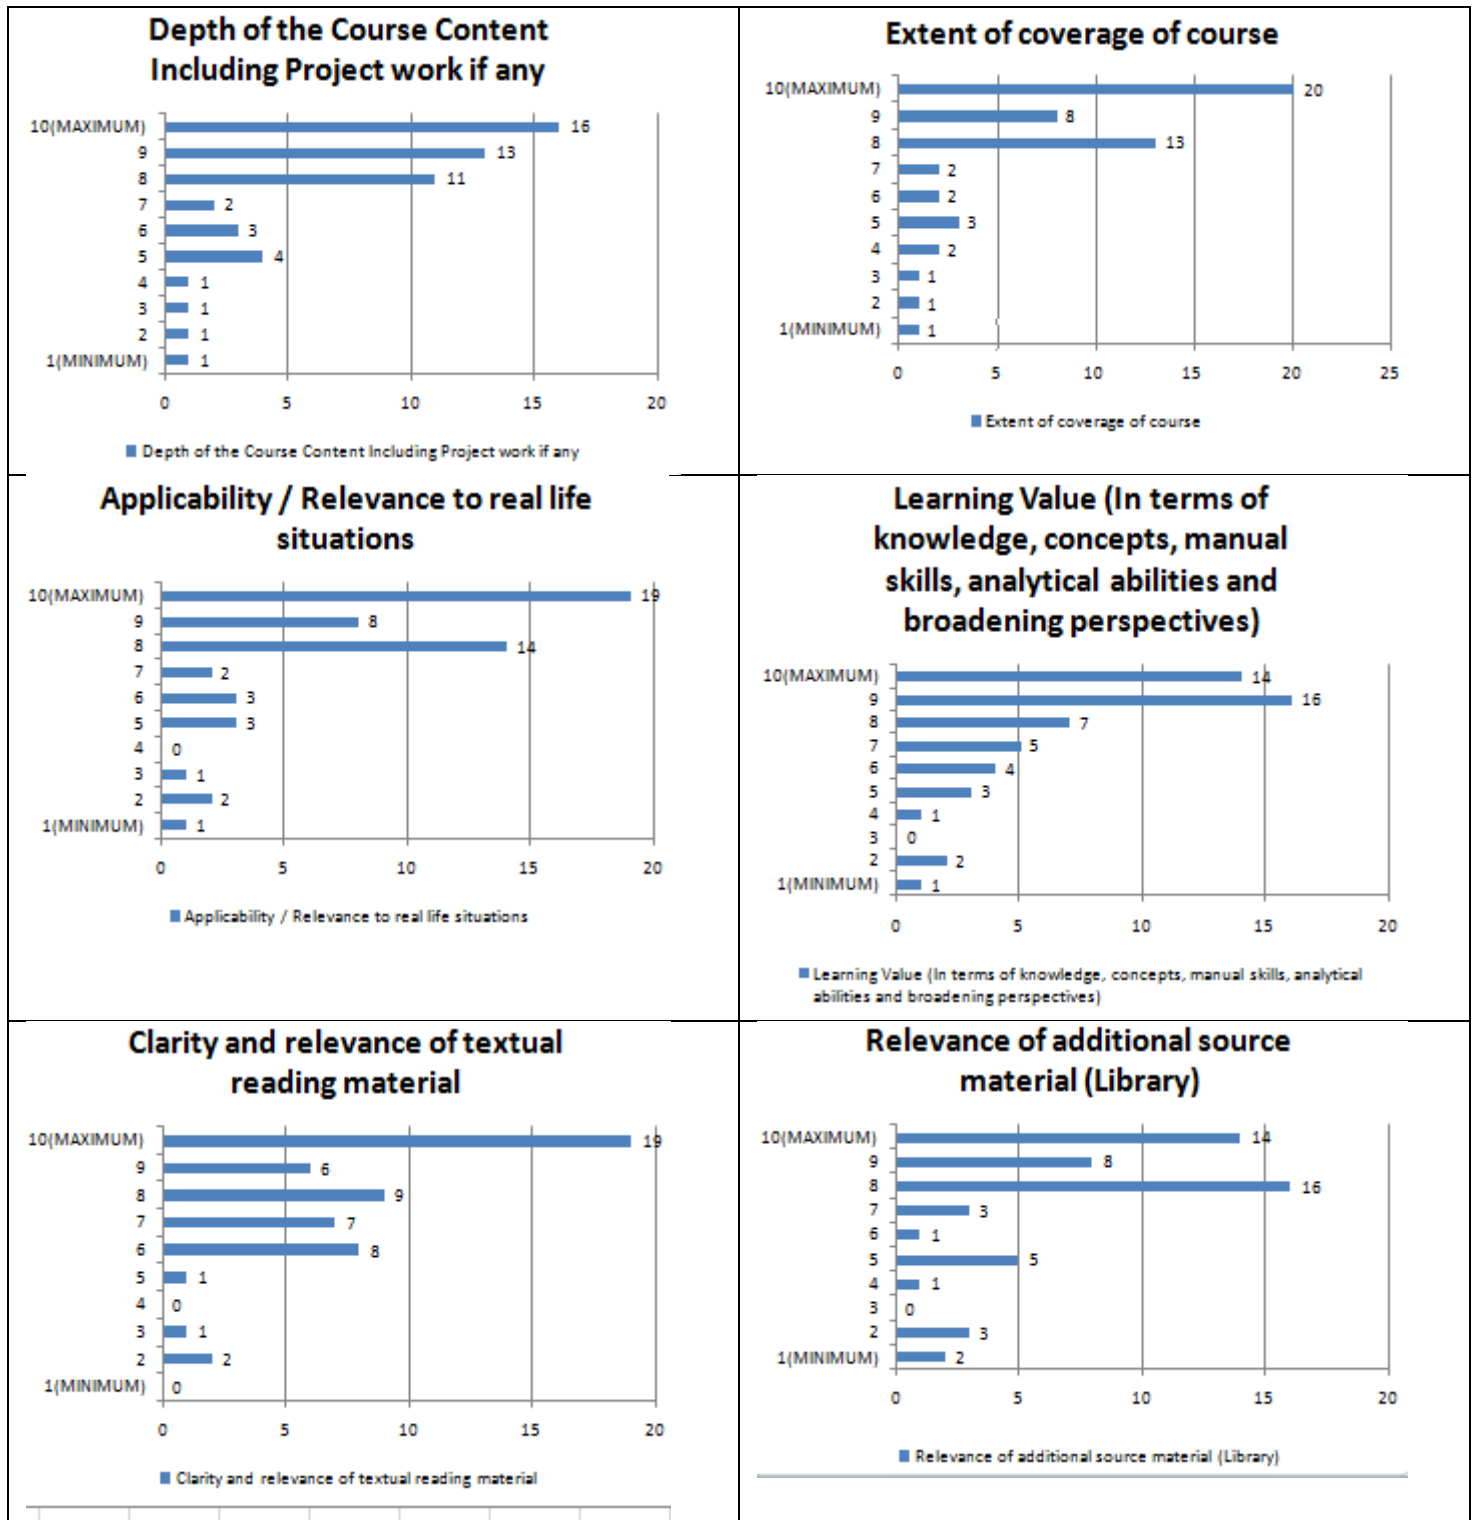 Depth of the Course Content
Including Project work if any
10(MAXIMUM) 16
9 13
8 11
7 2
6 3
5 4
4 1
3 1
2 1
1(MINIMUM) 1
0 5 10 15 20
Depth of the Course Content Including Project work if any
Extent of coverage of course
10(MAXIMUM) 20
9 8
8 13
7 2
6 2
5 3
4 2
3 1
2 1
1(MINIMUM) 1
0 5 10 15 20 25
Extent of coverage of course
Applicability / Relevance to real life
situations
10(MAXIMUM) 19
9 8
8 14
7 2
6 3
5 3
4 0
3 1
2 2
1(MINIMUM) 1
0 5 10 15 20
Applicability / Relevance to real life situations
Learning Value (In terms of
knowledge, concepts, manual
skills, analytical abilities and
broadening perspectives)
10(MAXIMUM) 14
9 16
8 7
7 5
6 4
5 3
4 1
3 0
2 2
1(MINIMUM) 1
0 5 10 15 20
Learning Value (In terms of knowledge, concepts, manual skills, analytical
abilities and broadening perspectives)
Clarity and relevance of textual
reading material
10(MAXIMUM) 19
9 6
8 9
7 7
6 8
5 1
4 0
3 1
2 2
1(MINIMUM) 0
0 5 10 15 20
Clarity and relevance of textual reading material
Relevance of additional source
material (Library)
10(MAXIMUM) 14
9 8
8 16
7 3
6 1
5 5
4 1
3 0
2 3
1(MINIMUM) 2
0 5 10 15 20
Relevance of additional source material (Library)